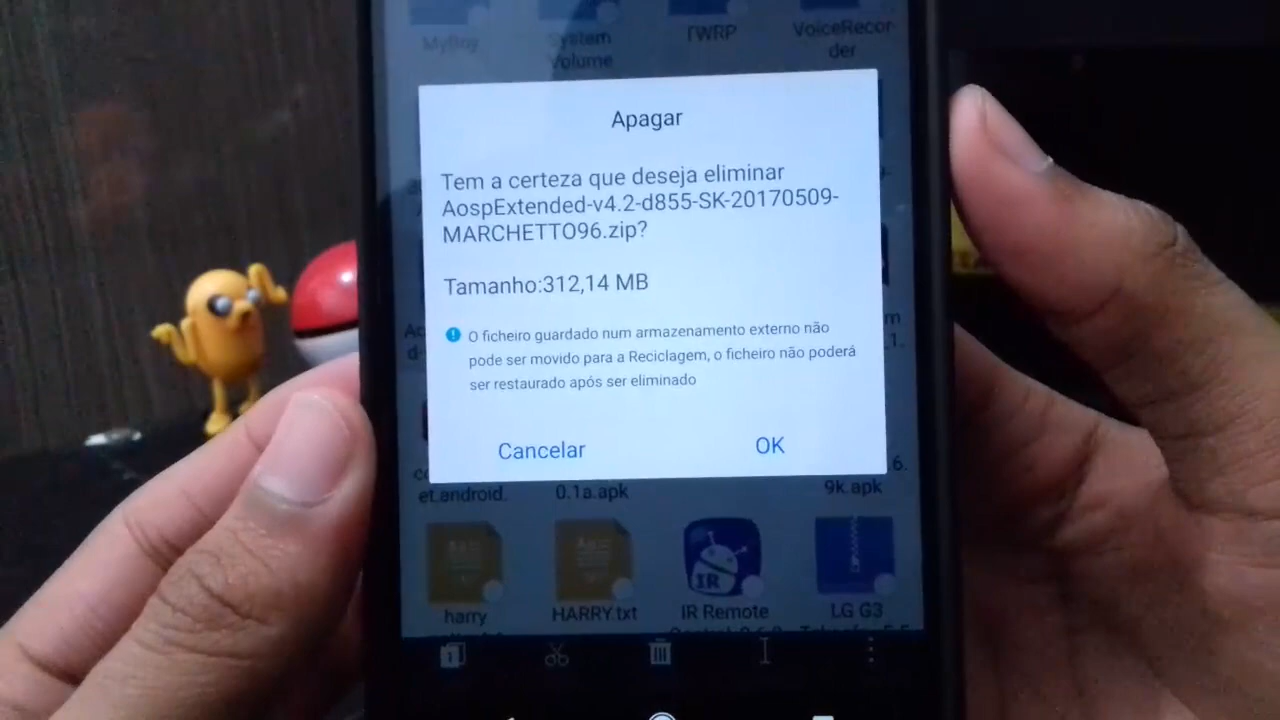 MyBoy System TWRP VoiceRecor
Volume der
Apagar
Tem a certeza que deseja eliminar
AospExtended-v4.2-d855-SK-20170509-
MARCHETTO96.zip?
Tamanho:312,14 MB
O ficheiro guardado num armazenamento externo não
pode ser movido para a Reciclagem, o ficheiro não poderá
ser restaurado após ser eliminado
Cancelar OK
et.android. 0.1a.apk 9k.apk
IR
harry HARRY.txt IR Remote LG G3